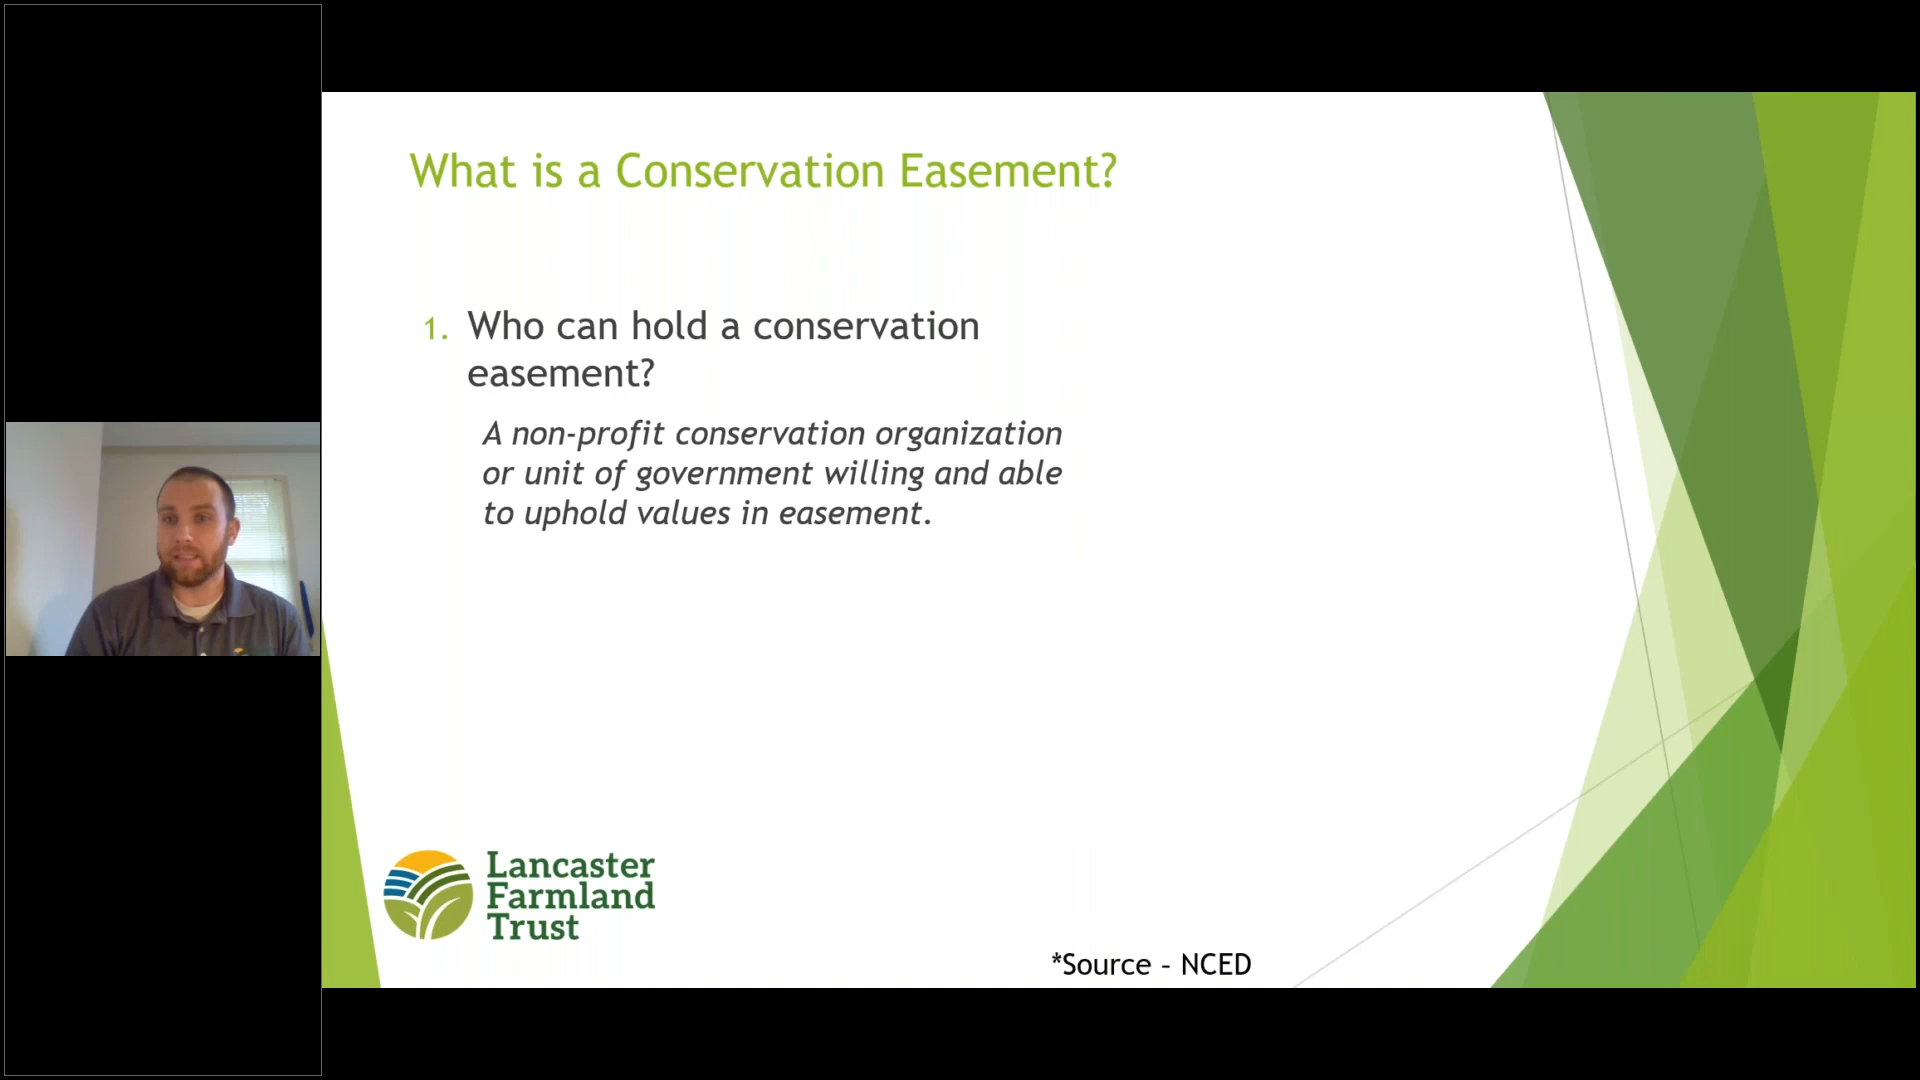 What is a Conservation Easement?
1. Who can hold a conservation
easement?
A non-profit conservation organization
or unit of government willing and able
to uphold values in easement.
Lancaster
Farmland
Trust
*Source – NCED